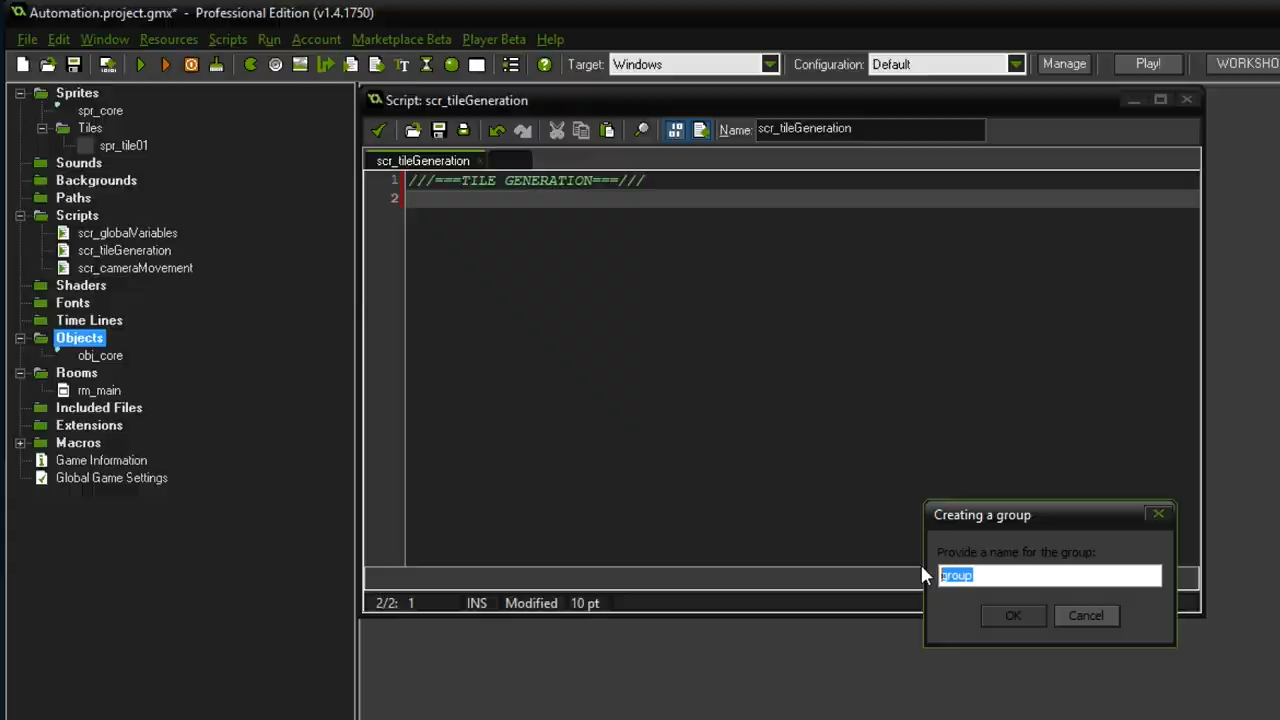 Automation.project.gmx* - Professional Edition (v1.4.1750)
File Edit Window Resources Scripts Run Account Marketplace Beta Player Beta Help
Target: Windows Configuration: Default Manage Play! WORKSHO
Sprites
spr_core
Tiles
spr_tile01
Sounds
Backgrounds
Paths
Scripts
scr_globalVariables
scr_tileGeneration
scr_cameraMovement
Shaders
Fonts
Time Lines
Objects
obj_core
Rooms
rm_main
Included Files
Extensions
Macros
Game Information
Global Game Settings
Script: scr_tileGeneration
Name: scr_tileGeneration
scr_tileGeneration
1 ///===TILE GENERATION===///
2
2/2: 1 INS Modified 10 pt
Creating a group
Provide a name for the group:
group
OK Cancel